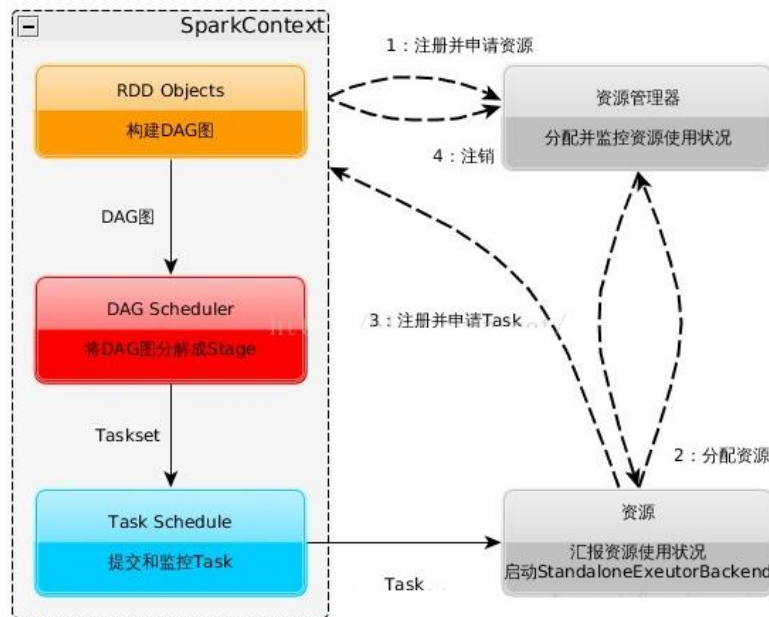 SparkContext
1：注册并申请资源
RDD Objects
构建DAG图
资源管理器
分配并监控资源使用状况
4：注销
DAG图
DAG Scheduler
将DAG图分解成Stage
3：注册并申请Task
Taskset
2：分配资源
Task Schedule
提交和监控Task
资源
汇报资源使用状况
启动StandaloneExeutorBackend
Task